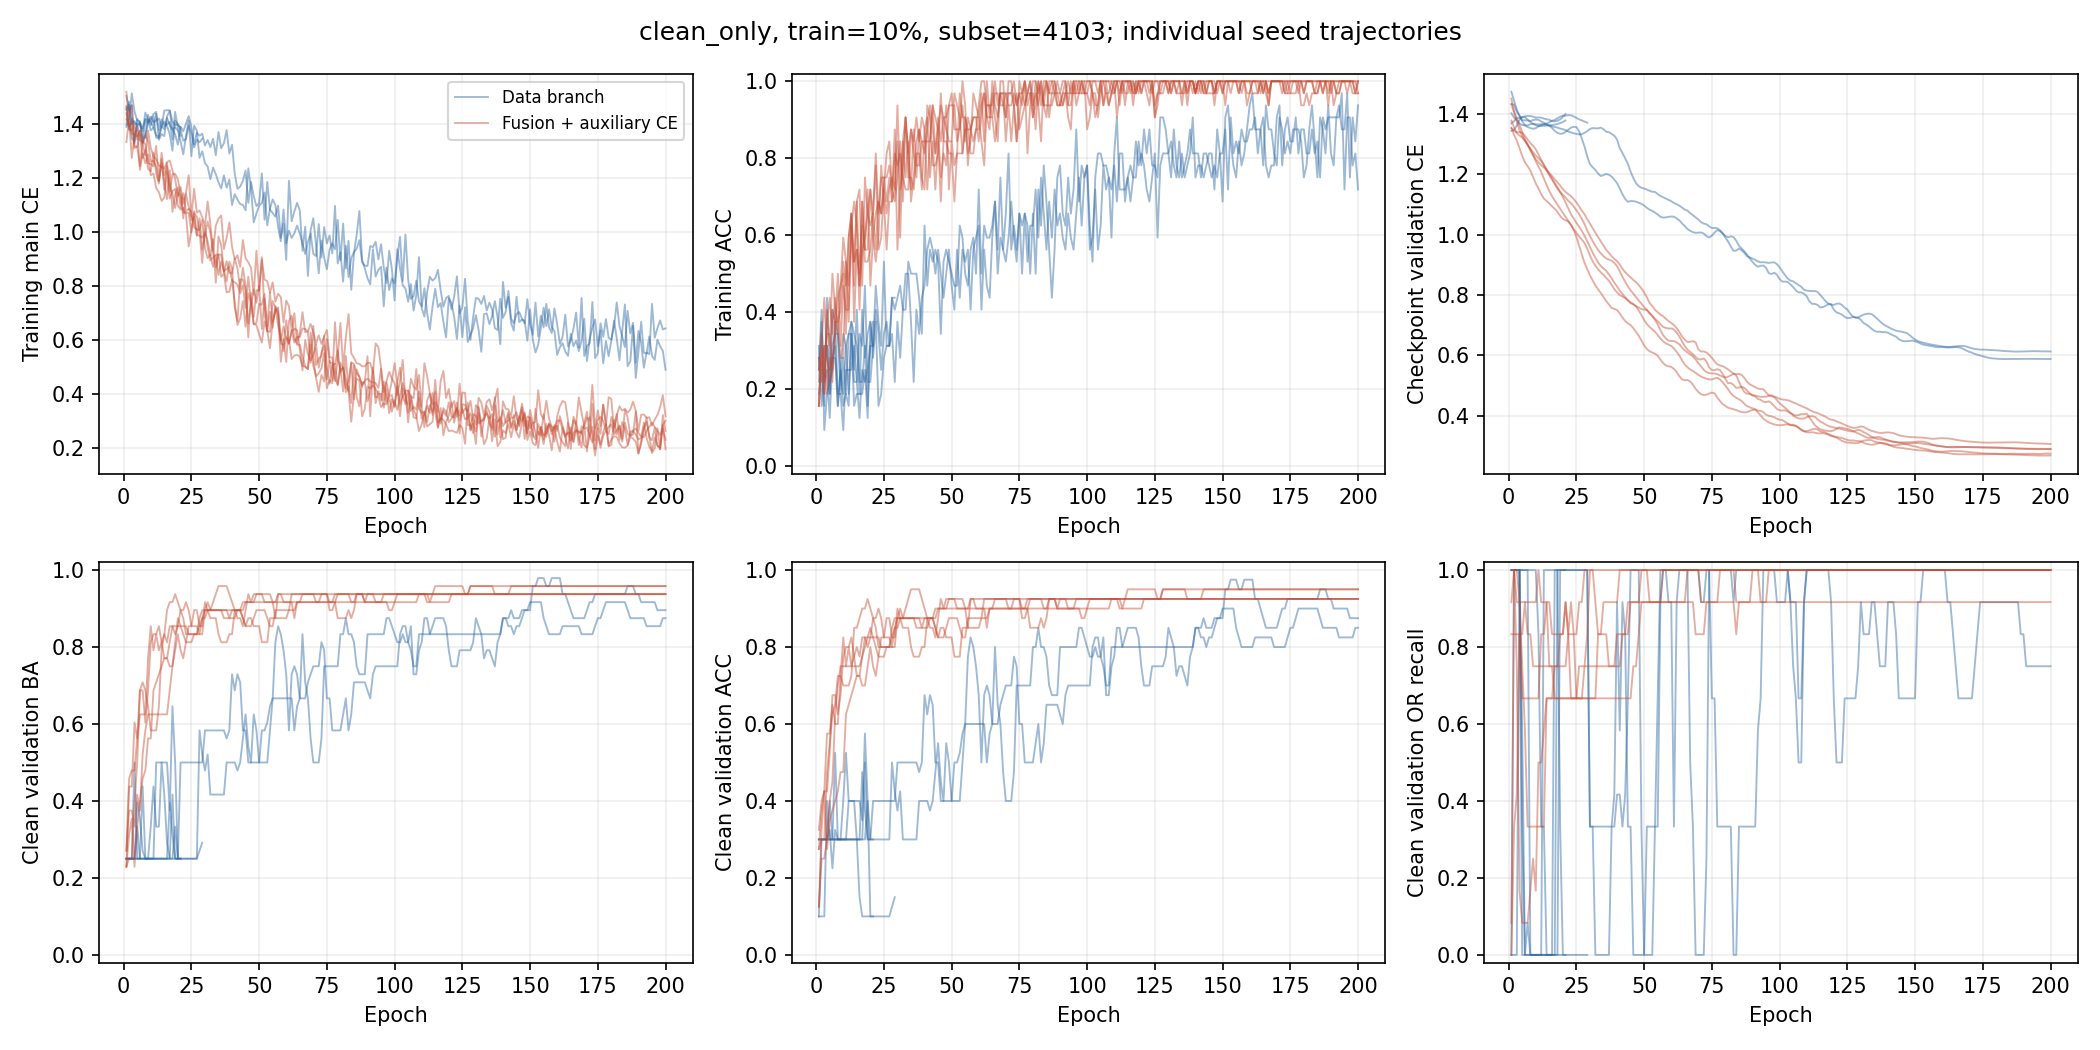 clean_only, train=10%, subset=4103; individual seed trajectories
Training main CE
1.4
1.2
1.0
0.8
0.6
0.4
0.2
Data branch
Fusion + auxiliary CE
0 25 50 75 100 125 150 175 200
Epoch
Training ACC
1.0
0.8
0.6
0.4
0.2
0.0
0 25 50 75 100 125 150 175 200
Epoch
Checkpoint validation CE
1.4
1.2
1.0
0.8
0.6
0.4
0 25 50 75 100 125 150 175 200
Epoch
Clean validation BA
1.0
0.8
0.6
0.4
0.2
0.0
0 25 50 75 100 125 150 175 200
Epoch
Clean validation ACC
1.0
0.8
0.6
0.4
0.2
0.0
0 25 50 75 100 125 150 175 200
Epoch
Clean validation OR recall
1.0
0.8
0.6
0.4
0.2
0.0
0 25 50 75 100 125 150 175 200
Epoch